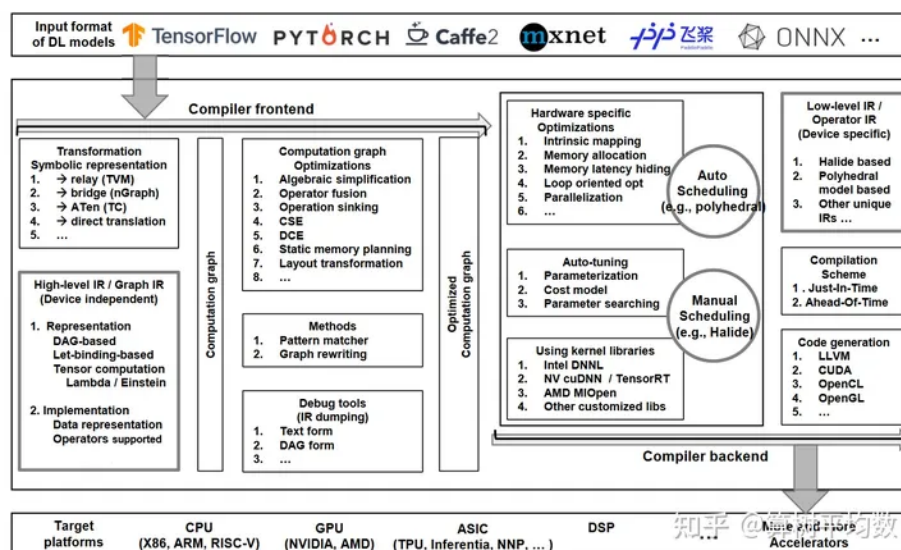 Input format
of DL models
TensorFlow
PYTORCH
Caffe2
mxnet
飞桨
PaddlePaddle
ONNX
...
Compiler frontend
Transformation
Symbolic representation
1. → relay (TVM)
2. → bridge (nGraph)
3. → ATen (TC)
4. → direct translation
5. ...
High-level IR / Graph IR
(Device independent)
1. Representation
DAG-based
Let-binding-based
Tensor computation
Lambda / Einstein
2. Implementation
Data representation
Operators supported
Computation graph
Computation graph
Optimizations
1. Algebraic simplification
2. Operator fusion
3. Operation sinking
4. CSE
5. DCE
6. Static memory planning
7. Layout transformation
8. ...
Methods
1. Pattern matcher
2. Graph rewriting
Debug tools
(IR dumping)
1. Text form
2. DAG form
3. ...
Optimized
Computation graph
Hardware specific
Optimizations
1. Intrinsic mapping
2. Memory allocation
3. Memory latency hiding
4. Loop oriented opt
5. Parallelization
6. ...
Auto
Scheduling
(e.g., polyhedral)
Auto-tuning
1. Parameterization
2. Cost model
3. Parameter searching
Manual
Scheduling
(e.g., Halide)
Using kernel libraries
1. Intel DNNL
2. NV cuDNN / TensorRT
3. AMD MIOpen
4. Other customized libs
Low-level IR /
Operator IR
(Device specific)
1. Halide based
2. Polyhedral
model based
3. Other unique
IRs ...
Compilation
Scheme
1 . Just-In-Time
2. Ahead-Of-Time
Code generation
1. LLVM
2. CUDA
3. OpenCL
4. OpenGL
5. ...
Compiler backend
Target
platforms
CPU
(X86, ARM, RISC-V)
GPU
(NVIDIA, AMD)
ASIC
(TPU, Inferentia, NNP, ... )
DSP
...
More and more
Accelerators
知乎 @算树平均数